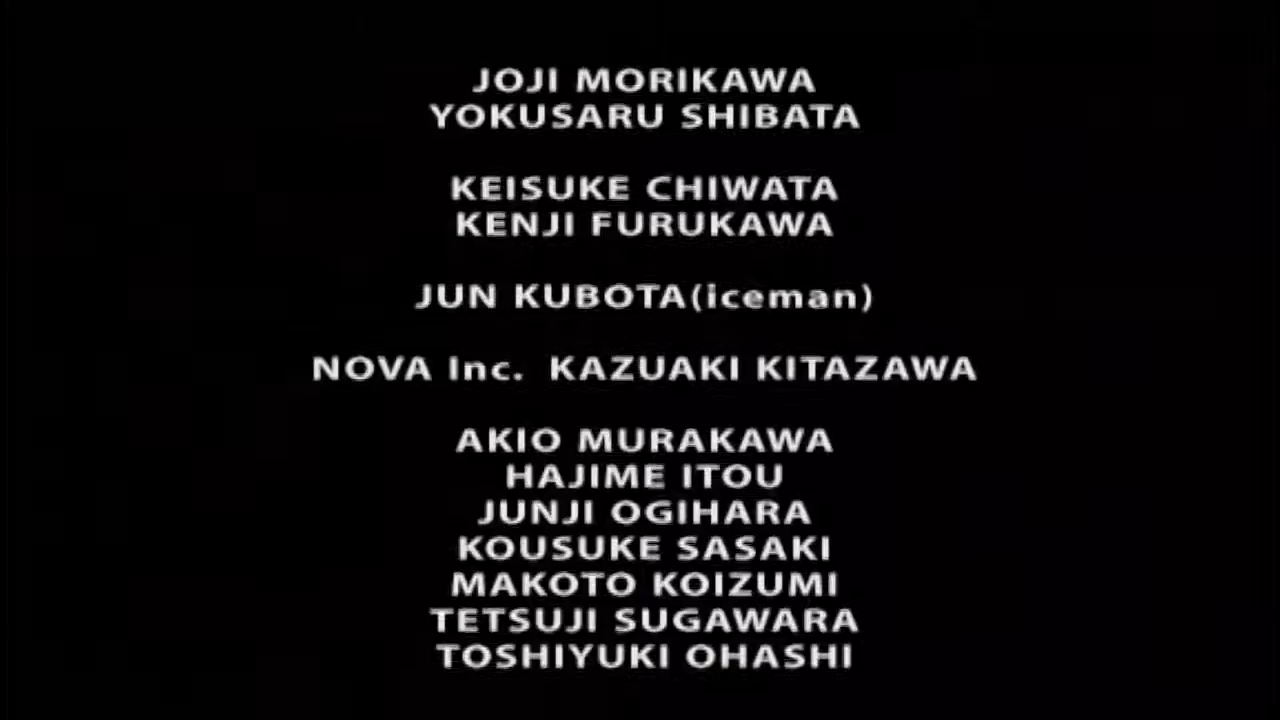 JOJI MORIKAWA
YOKUSARU SHIBATA
KEISUKE CHIWATA
KENJI FURUKAWA
JUN KUBOTA(iceman)
NOVA Inc. KAZUAKI KITAZAWA
AKIO MURAKAWA
HAJIME ITOU
JUNJI OGIHARA
KOUSUKE SASAKI
MAKOTO KOIZUMI
TETSUJI SUGAWARA
TOSHIYUKI OHASHI